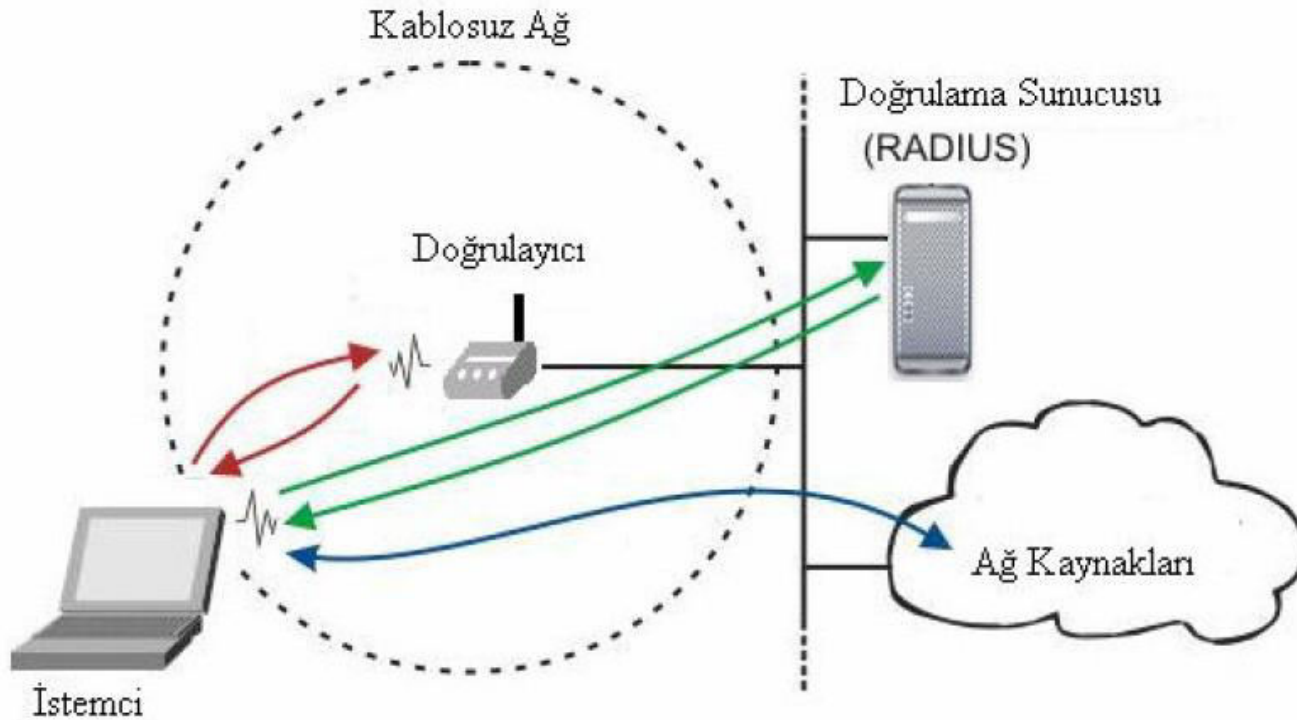 Kablosuz Ağ
Doğrulama Sunucusu
(RADIUS)
Doğrulayıcı
Ağ Kaynakları
İstemci